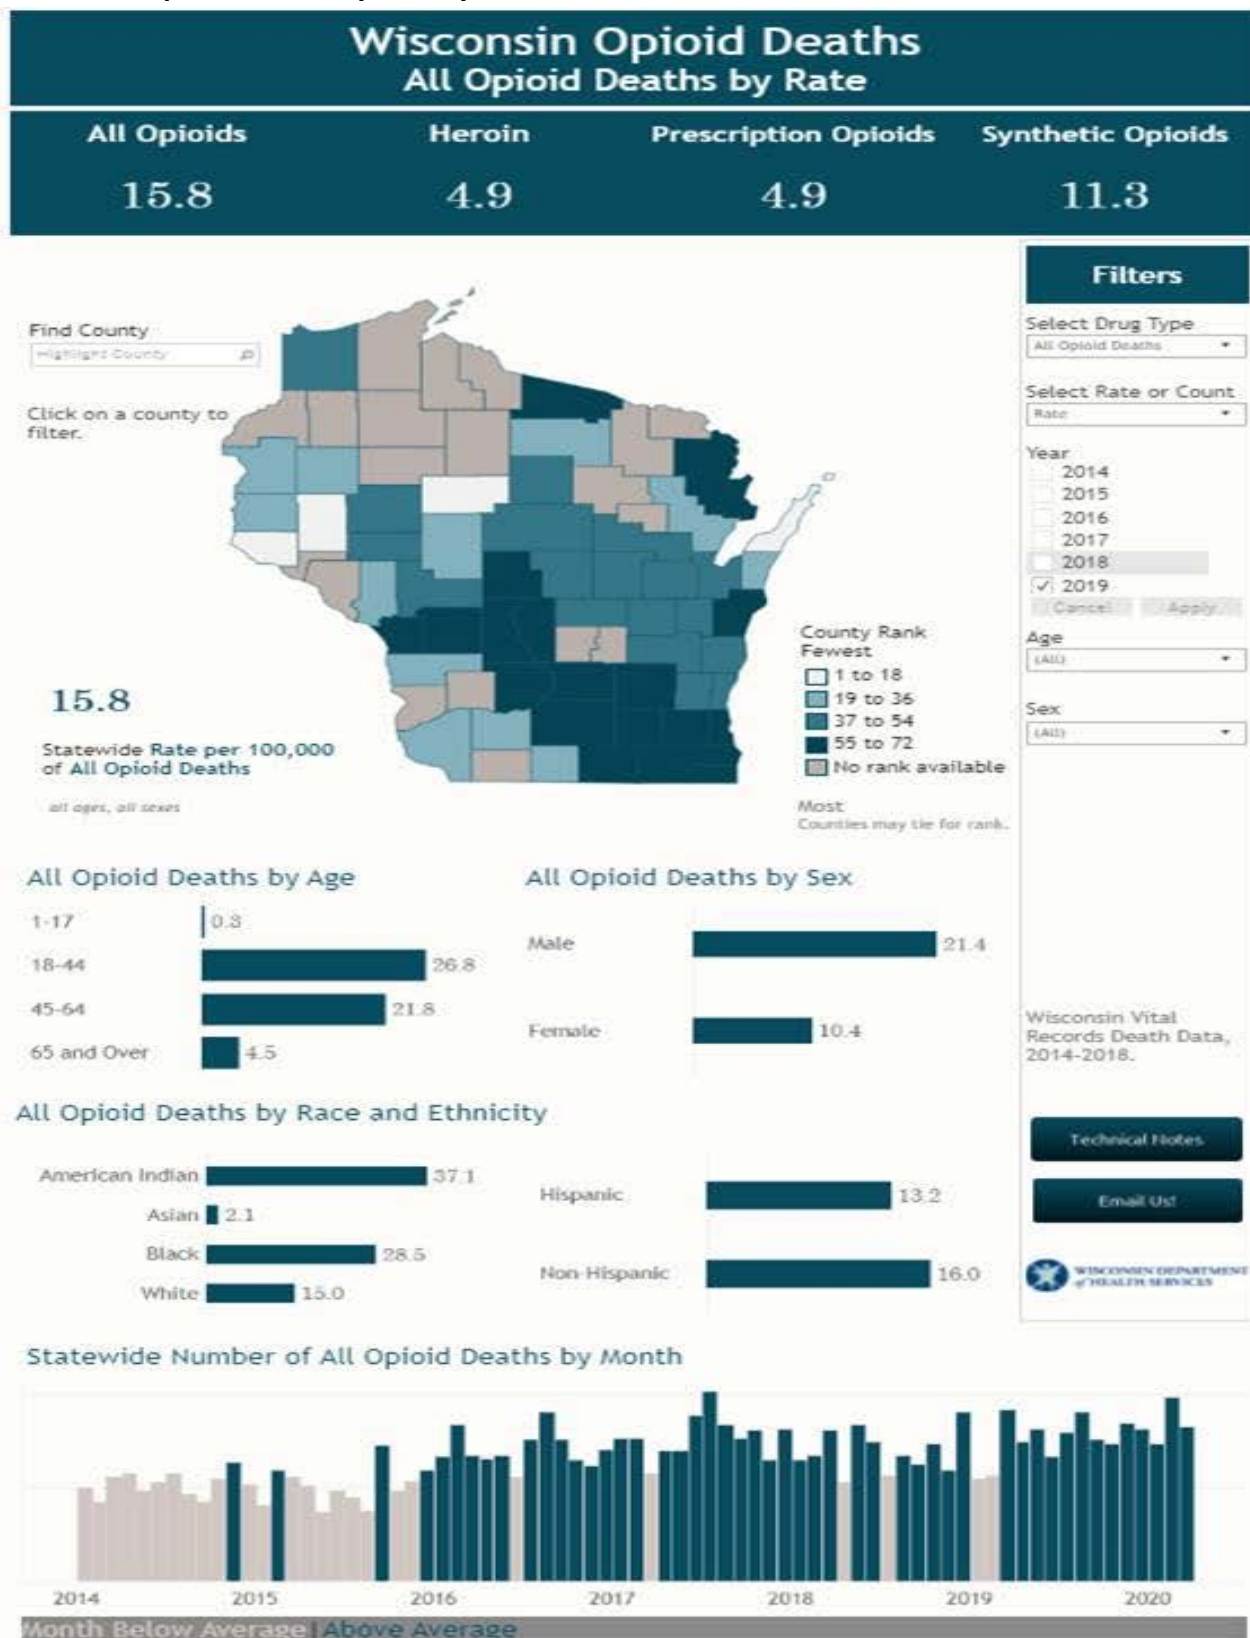 Wisconsin Opioid Deaths
All Opioid Deaths by Rate
All Opioids
Heroin
Prescription Opioids
Synthetic Opioids
15.8
4.9
4.9
11.3
Find County
Highlight County
Click on a county to
filter.
15.8
Statewide Rate per 100,000
of All Opioid Deaths
all ages, all sexes
County Rank
Fewest
1 to 18
19 to 36
37 to 54
55 to 72
No rank available
Most
Counties may tie for rank.
Filters
Select Drug Type
All Opioid Deaths
Select Rate or Count
Rate
Year
2014
2015
2016
2017
2018
2019
Cancel
Apply
Age
(All)
Sex
(All)
Wisconsin Vital
Records Death Data,
2014-2018.
Technical Notes
Email Us!
WISCONSIN DEPARTMENT
of HEALTH SERVICES
All Opioid Deaths by Age
1-17
0.3
18-44
26.8
45-64
21.8
65 and Over
4.5
All Opioid Deaths by Sex
Male
21.4
Female
10.4
All Opioid Deaths by Race and Ethnicity
American Indian
37.1
Asian
2.1
Black
28.5
White
15.0
Hispanic
13.2
Non-Hispanic
16.0
Statewide Number of All Opioid Deaths by Month
2014
2015
2016
2017
2018
2019
2020
Month Below Average|Above Average